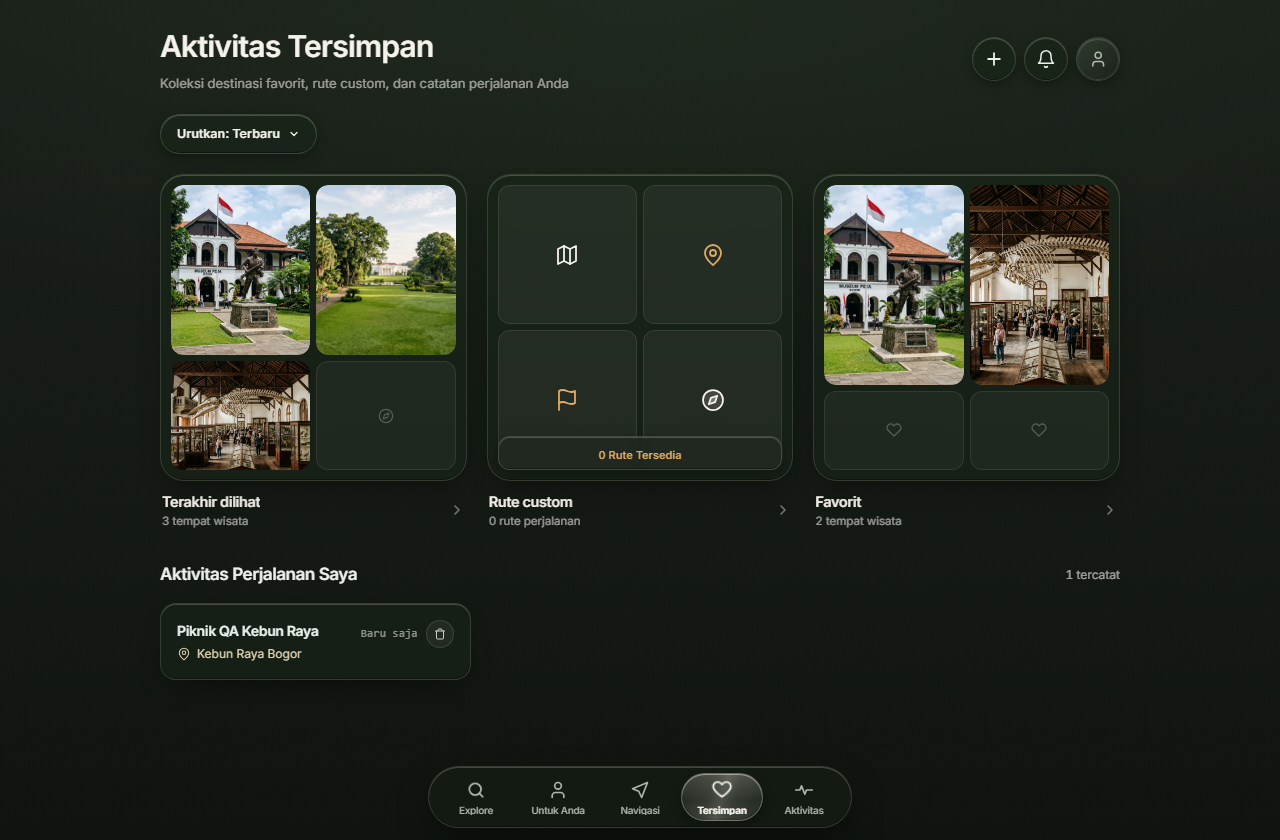 Aktivitas Tersimpan
Koleksi destinasi favorit, rute custom, dan catatan perjalanan Anda
Urutkan: Terbaru
0 Rute Tersedia
Terakhir dilihat
3 tempat wisata
Rute custom
0 rute perjalanan
Favorit
2 tempat wisata
Aktivitas Perjalanan Saya
1 tercatat
Piknik QA Kebun Raya
Baru saja
Kebun Raya Bogor
Explore
Untuk Anda
Navigasi
Tersimpan
Aktivitas